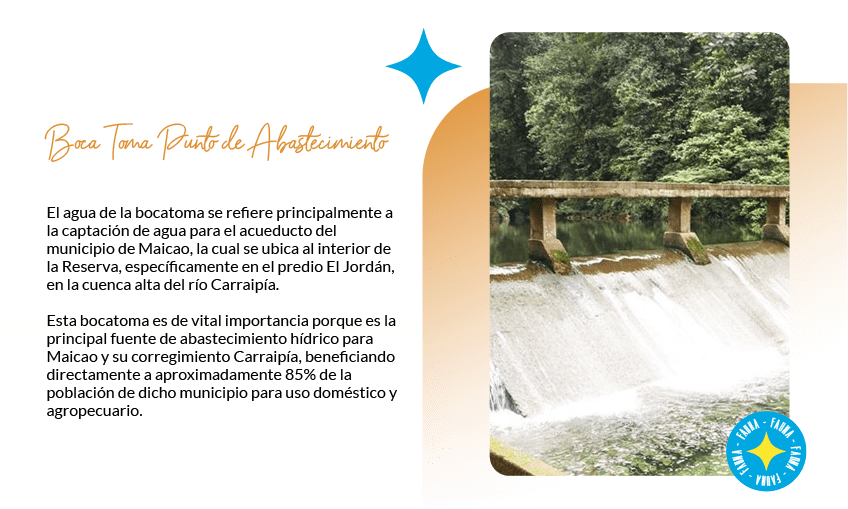 Boca Toma Punto de Abastecimiento
El agua de la bocatoma se refiere principalmente a
la captación de agua para el acueducto del
municipio de Maicao, la cual se ubica al interior de
la Reserva, específicamente en el predio El Jordán,
en la cuenca alta del río Carraipía.
Esta bocatoma es de vital importancia porque es la
principal fuente de abastecimiento hídrico para
Maicao y su corregimiento Carraipía, beneficiando
directamente a aproximadamente 85% de la
población de dicho municipio para uso doméstico y
agropecuario.
FAUNA - FAUNA - FAUNA - FAUNA - FAUNA -